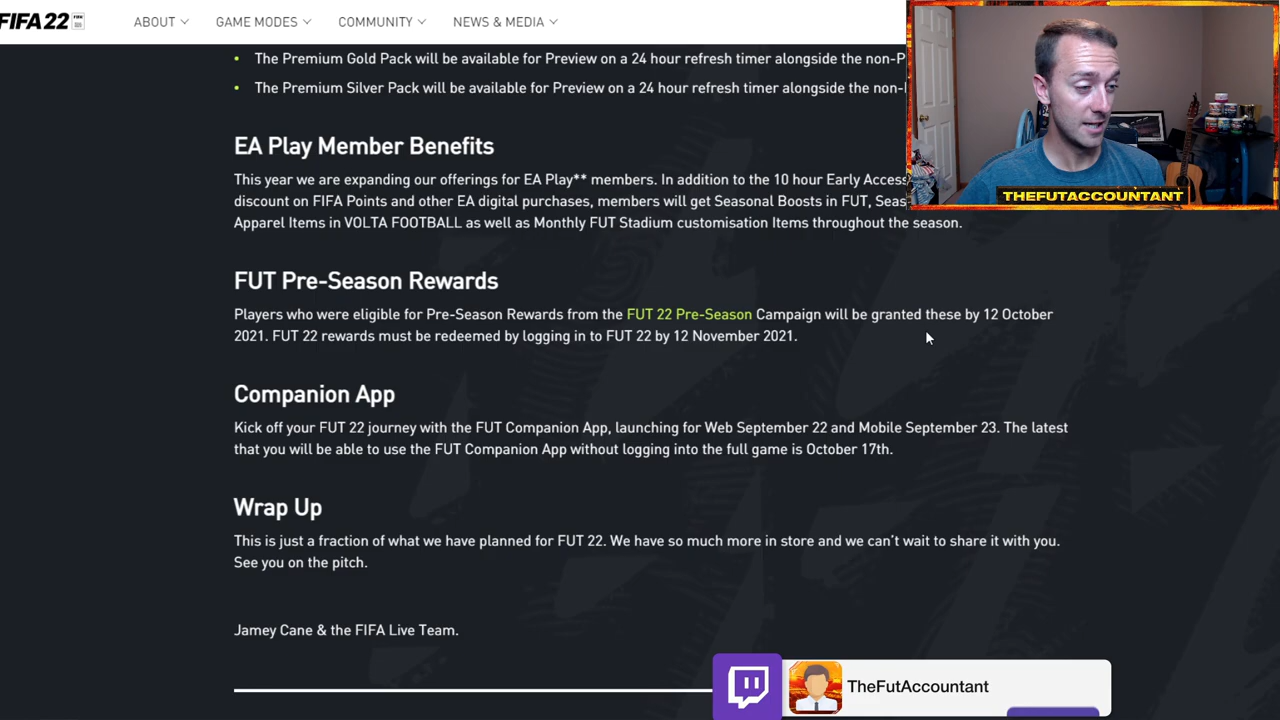 FIFA 22
ABOUT GAME MODES COMMUNITY NEWS & MEDIA
The Premium Gold Pack will be available for Preview on a 24 hour refresh timer alongside the non-P
The Premium Silver Pack will be available for Preview on a 24 hour refresh timer alongside the non-
EA Play Member Benefits
This year we are expanding our offerings for EA Play** members. In addition to the 10 hour Early Acces
discount on FIFA Points and other EA digital purchases, members will get Seasonal Boosts in FUT, Seas
Apparel Items in VOLTA FOOTBALL as well as Monthly FUT Stadium customisation Items throughout the season.
THEFUTACCOUNTANT
FUT Pre-Season Rewards
Players who were eligible for Pre-Season Rewards from the FUT 22 Pre-Season Campaign will be granted these by 12 October
2021. FUT 22 rewards must be redeemed by logging in to FUT 22 by 12 November 2021.
Companion App
Kick off your FUT 22 journey with the FUT Companion App, launching for Web September 22 and Mobile September 23. The latest
that you will be able to use the FUT Companion App without logging into the full game is October 17th.
Wrap Up
This is just a fraction of what we have planned for FUT 22. We have so much more in store and we can't wait to share it with you.
See you on the pitch.
Jamey Cane & the FIFA Live Team.
TheFutAccountant